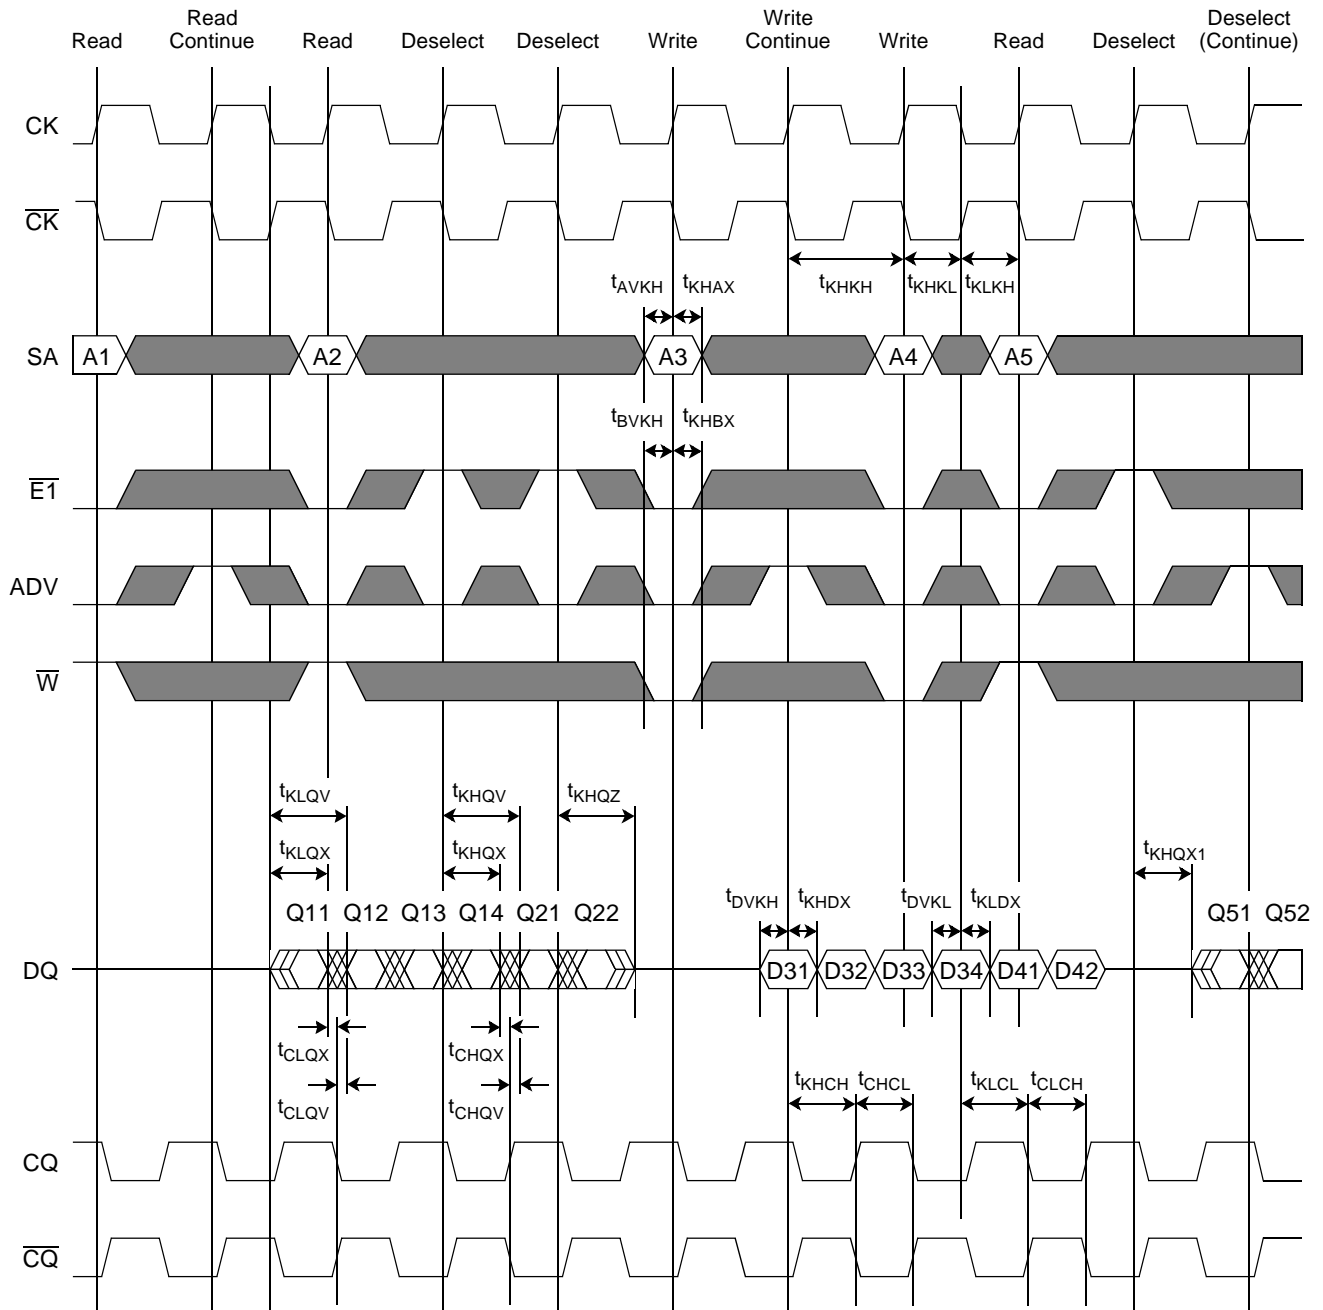 Read
Read Continue
Read
Deselect
Deselect
Write
Write Continue
Write
Read
Deselect
Deselect (Continue)
CK
C̅K̅
tKHKH
tKHKL
tKLKH
tAVKH
tKHAX
SA
A1
A2
A3
A4
A5
tBVKH
tKHBX
E̅1̅
ADV
W̅
tKLQV
tKHQV
tKHQZ
tKLQX
tKHQX
tKHQX1
tDVKH
tKHDX
tDVKL
tKLDX
Q11
Q12
Q13
Q14
Q21
Q22
Q51
Q52
DQ
D31
D32
D33
D34
D41
D42
tCLQX
tCHQX
tCLQV
tCHQV
tKHCH
tCHCL
tKLCL
tCLCH
CQ
C̅Q̅